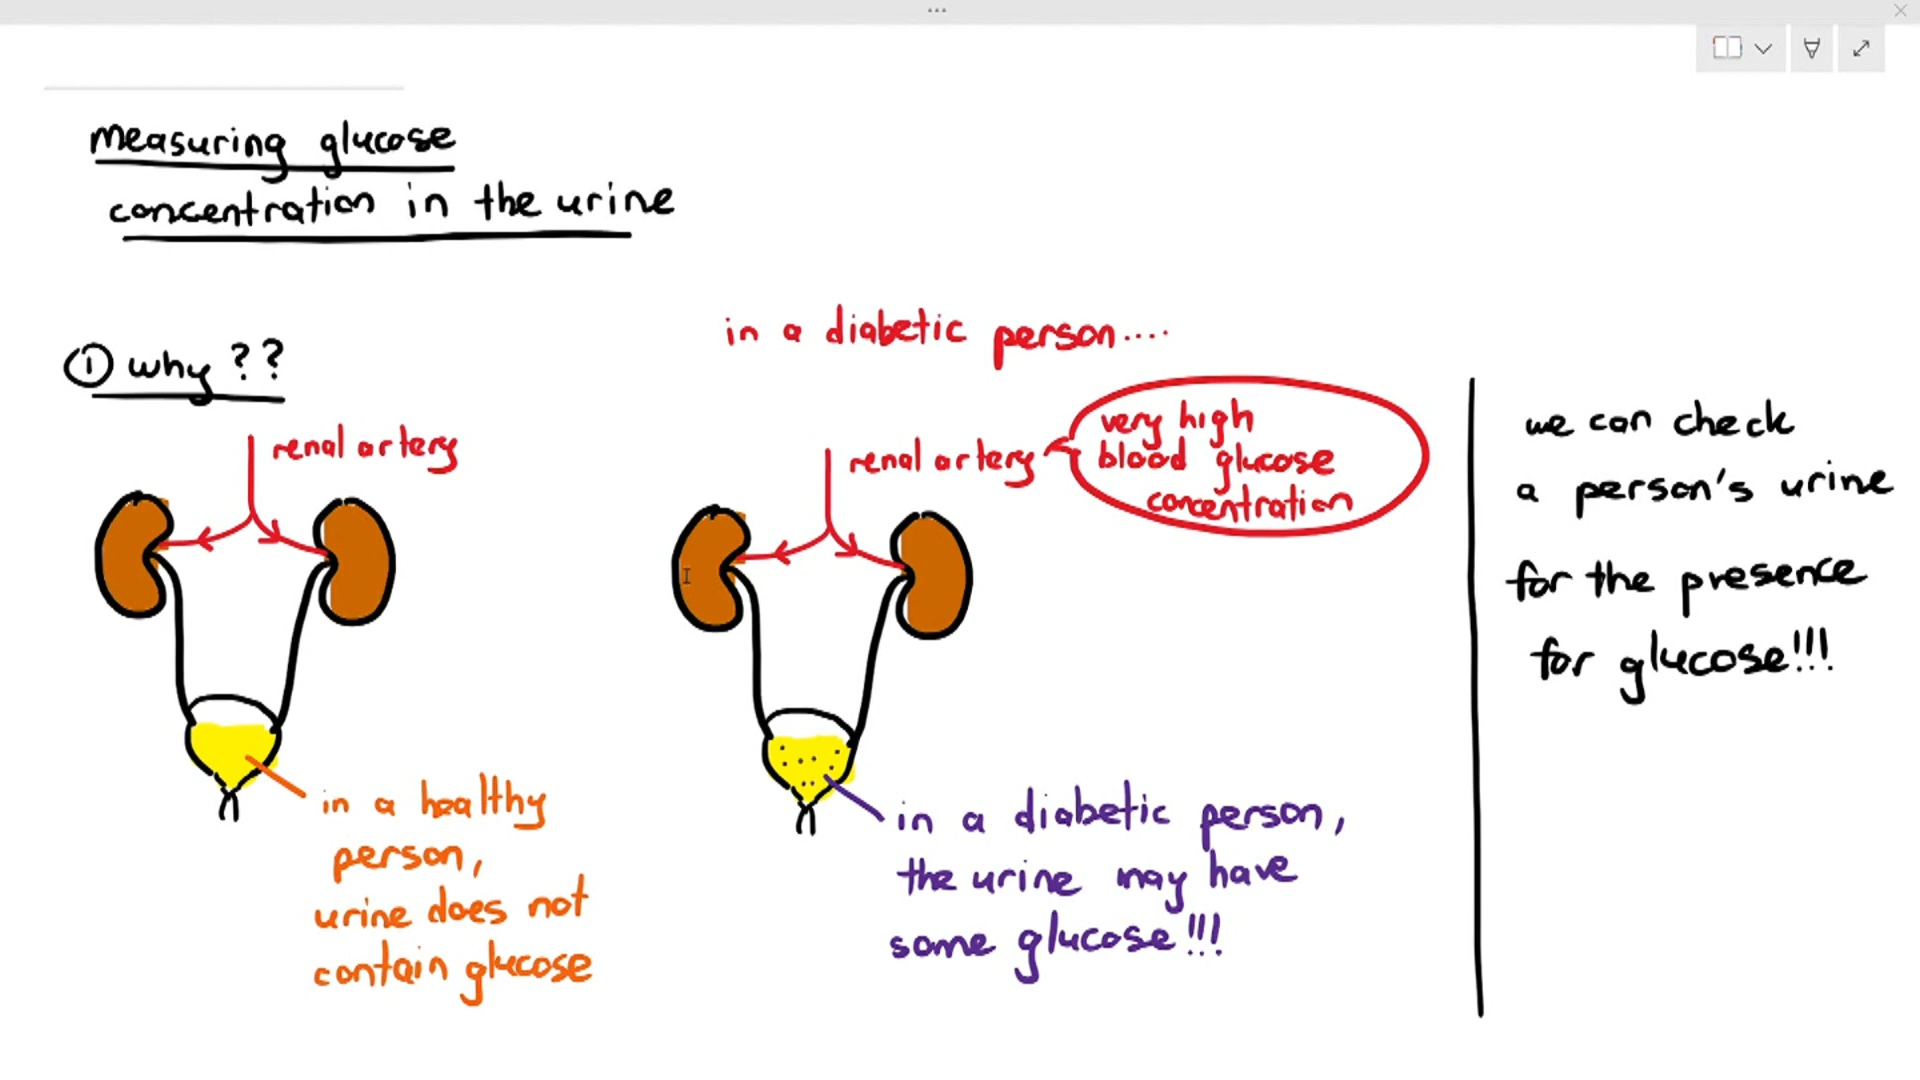 measuring glucose
concentration in the urine
① why ??
renal artery
in a healthy
person,
urine does not
contain glucose
in a diabetic person....
renal artery
very high
blood glucose
concentration
in a diabetic person,
the urine may have
some glucose!!!
we can check
a person's urine
for the presence
for glucose!!!